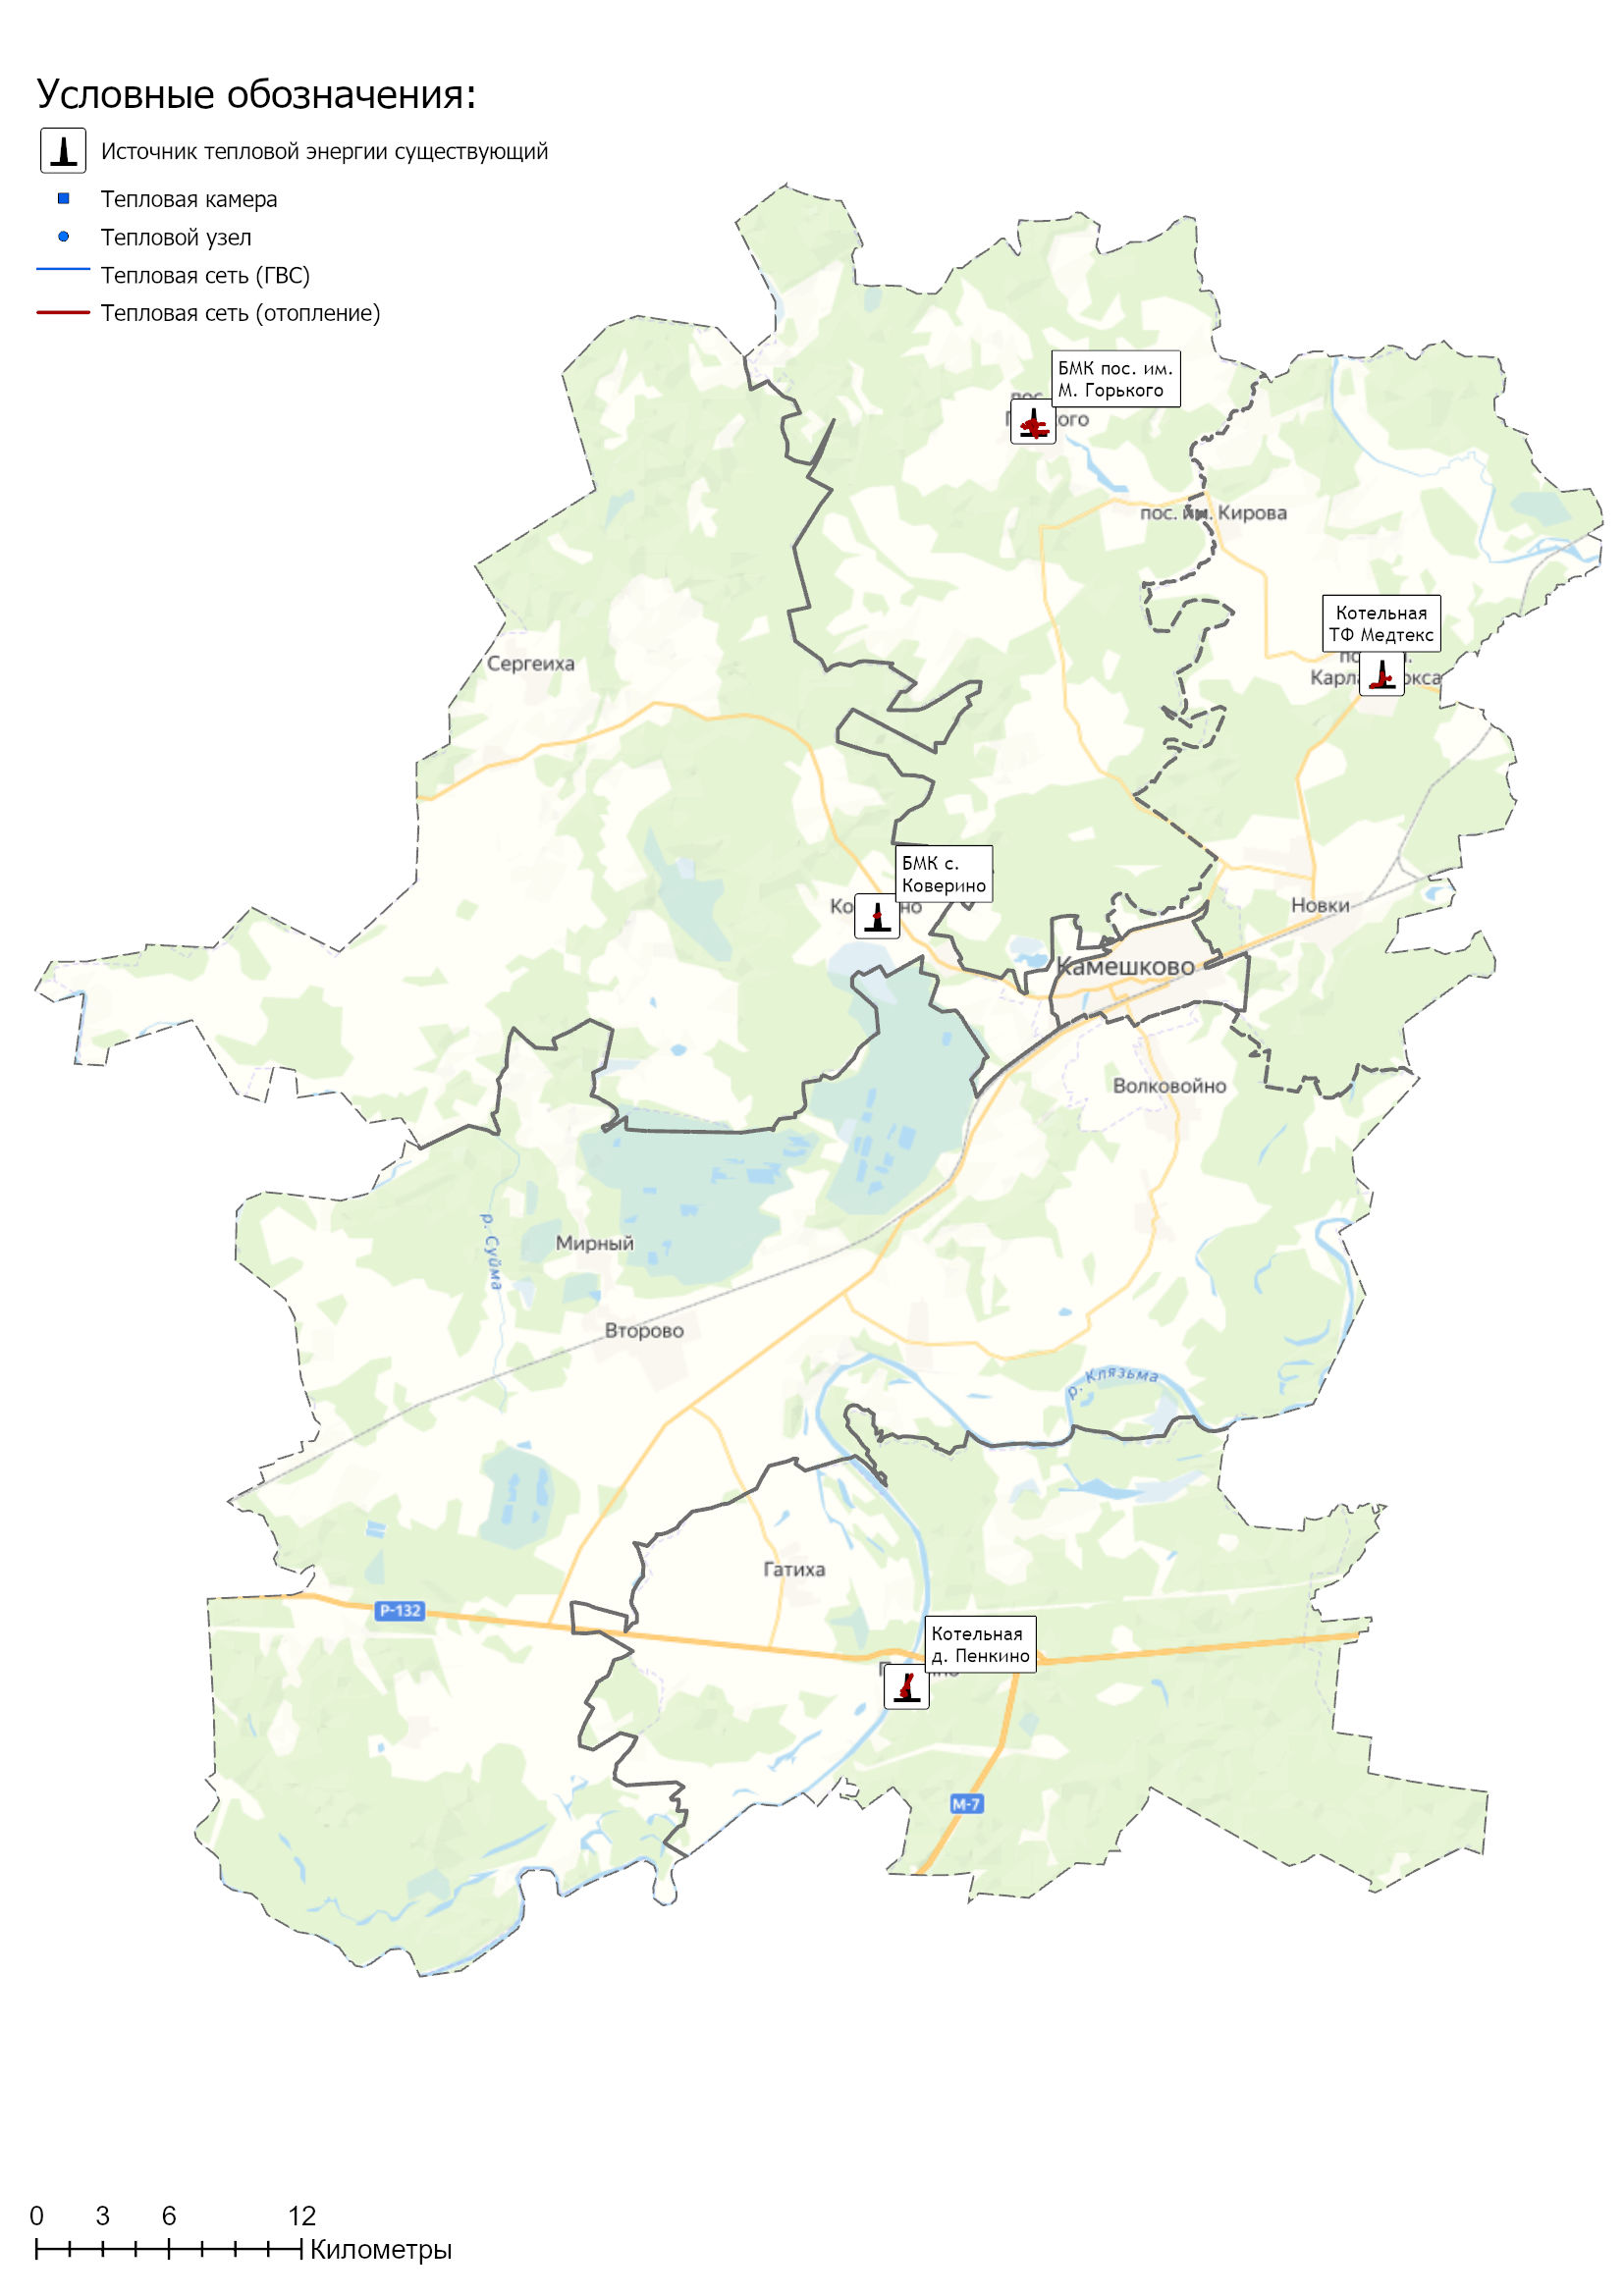 Условные обозначения:
Источник тепловой энергии существующий
Тепловая камера
Тепловой узел
Тепловая сеть (ГВС)
Тепловая сеть (отопление)
БМК пос. им.
М. Горького
пос. им. Кирова
Котельная
ТФ Медтекс
Сергеиха
БМК с.
Коверино
Новки
Камешково
Волковойно
р. Суйма
Мирный
Второво
р. Клязьма
Гатиха
Р-132
Котельная
д. Пенкино
М-7
0 3 6 12
Километры